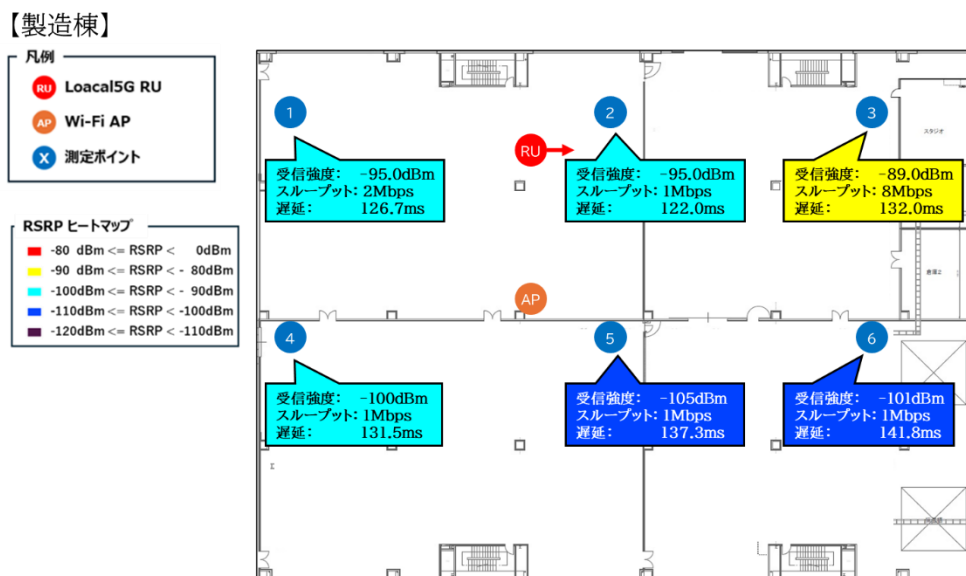 【製造棟】
凡例
RU Loacal5G RU
AP Wi-Fi AP
X 測定ポイント
RSRP ヒートマップ
-80 dBm <= RSRP < 0dBm
-90 dBm <= RSRP < - 80dBm
-100dBm <= RSRP < - 90dBm
-110dBm <= RSRP < -100dBm
-120dBm <= RSRP < -110dBm
1
2
3
スタジオ
RU
受信強度: -95.0dBm
スループット: 2Mbps
遅延: 126.7ms
受信強度: -95.0dBm
スループット: 1Mbps
遅延: 122.0ms
受信強度: -89.0dBm
スループット: 8Mbps
遅延: 132.0ms
倉庫2
AP
4
5
6
受信強度: -100dBm
スループット: 1Mbps
遅延: 131.5ms
受信強度: -105dBm
スループット: 1Mbps
遅延: 137.3ms
受信強度: -101dBm
スループット: 1Mbps
遅延: 141.8ms